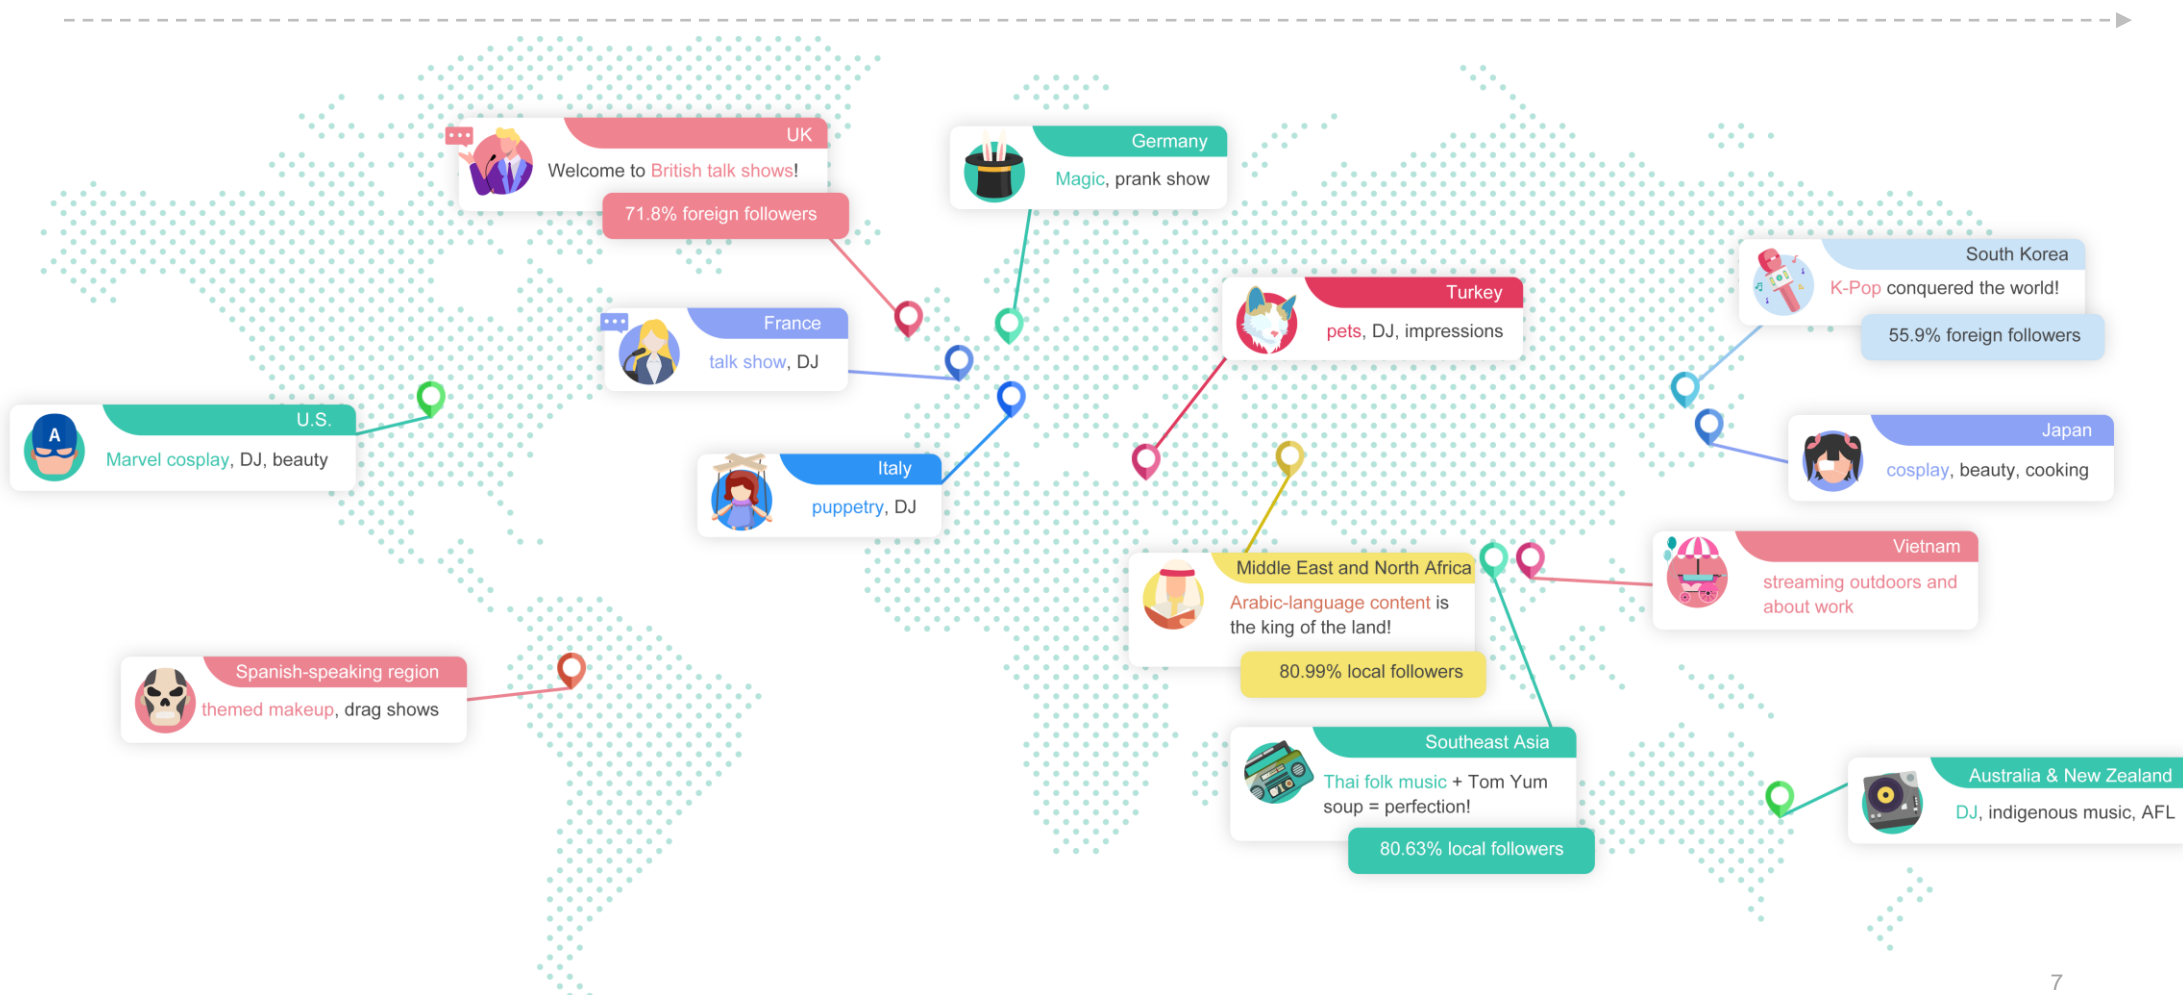 UK
Welcome to British talk shows!
71.8% foreign followers
Germany
Magic, prank show
South Korea
K-Pop conquered the world!
55.9% foreign followers
Turkey
pets, DJ, impressions
France
talk show, DJ
U.S.
A
Marvel cosplay, DJ, beauty
Japan
cosplay, beauty, cooking
Italy
puppetry, DJ
Vietnam
streaming outdoors and
about work
Middle East and North Africa
Arabic-language content is
the king of the land!
80.99% local followers
Spanish-speaking region
themed makeup, drag shows
Southeast Asia
Thai folk music + Tom Yum
soup = perfection!
80.63% local followers
Australia & New Zealand
DJ, indigenous music, AFL
7